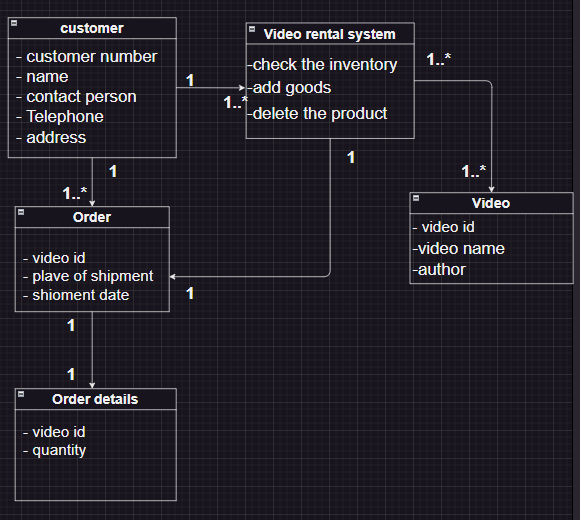 customer
- customer number
- name
- contact person
- Telephone
- address
1
1..*
Video rental system
-check the inventory
-add goods
-delete the product
1..*
1..*
1
1..*
1
1
Order
- video id
- plave of shipment
- shioment date
Video
- video id
-video name
-author
1
1
Order details
- video id
- quantity